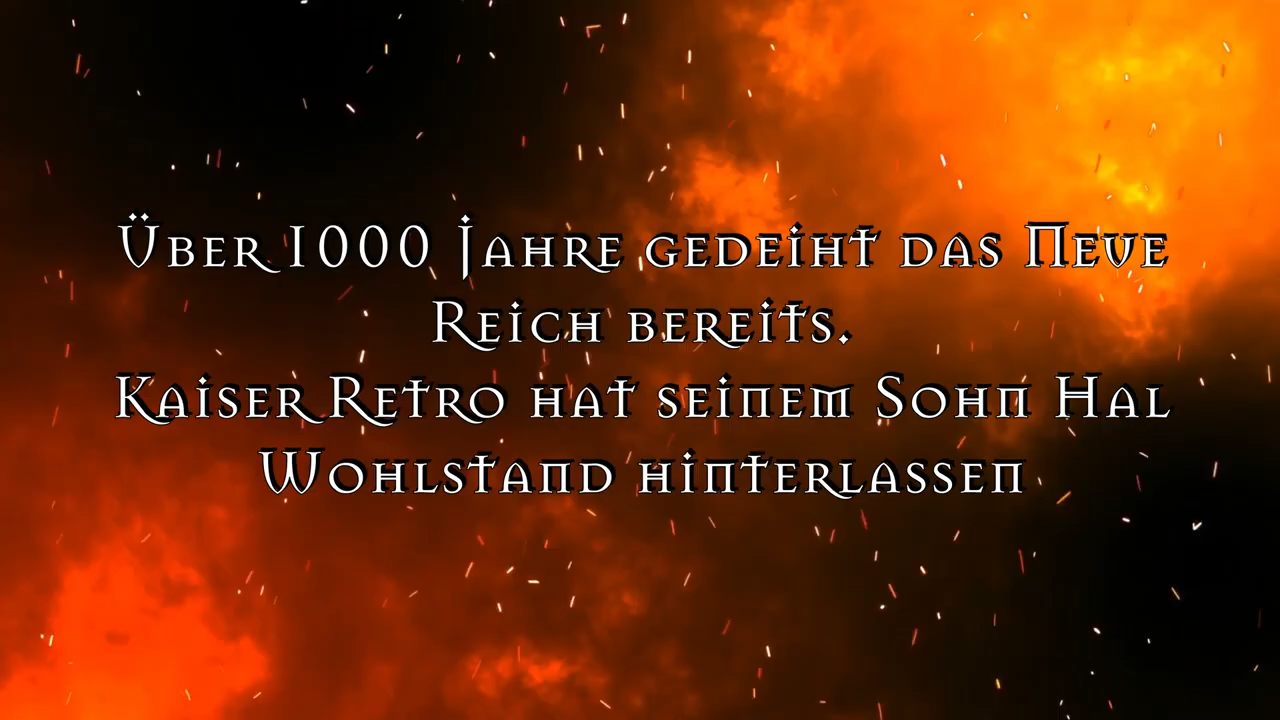 Über 1000 Jahre gedeiht das Neue
Reich bereits.
Kaiser Retro hat seinem Sohn Hal
Wohlstand hinterlassen